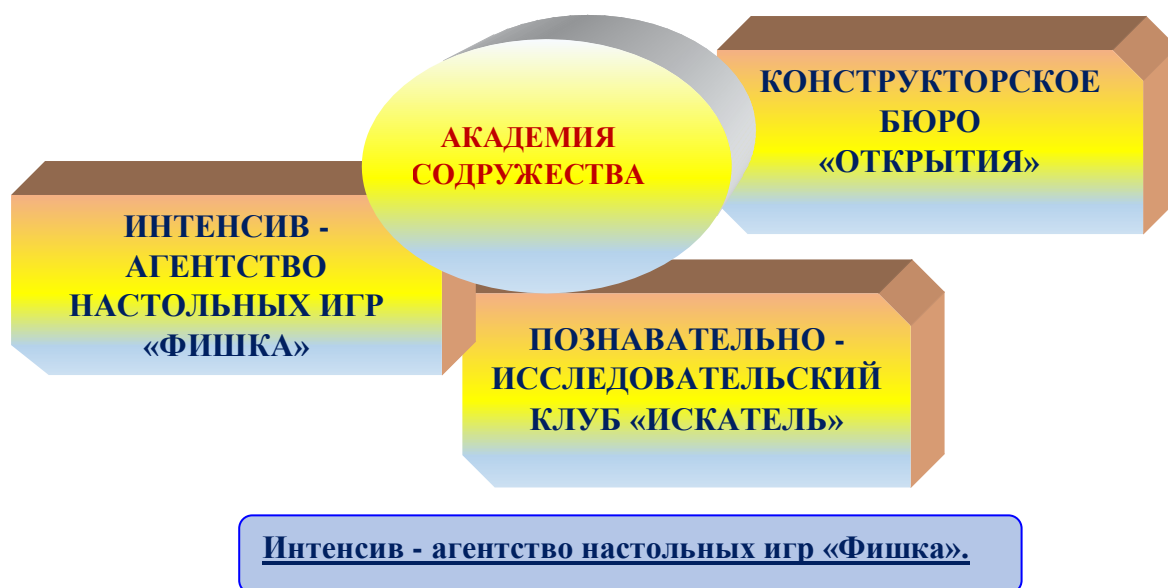 АКАДЕМИЯ
СОДРУЖЕСТВА
КОНСТРУКТОРСКОЕ
БЮРО
«ОТКРЫТИЯ»
ИНТЕНСИВ -
АГЕНТСТВО
НАСТОЛЬНЫХ ИГР
«ФИШКА»
ПОЗНАВАТЕЛЬНО -
ИССЛЕДОВАТЕЛЬСКИЙ
КЛУБ «ИСКАТЕЛЬ»
Интенсив - агентство настольных игр «Фишка».